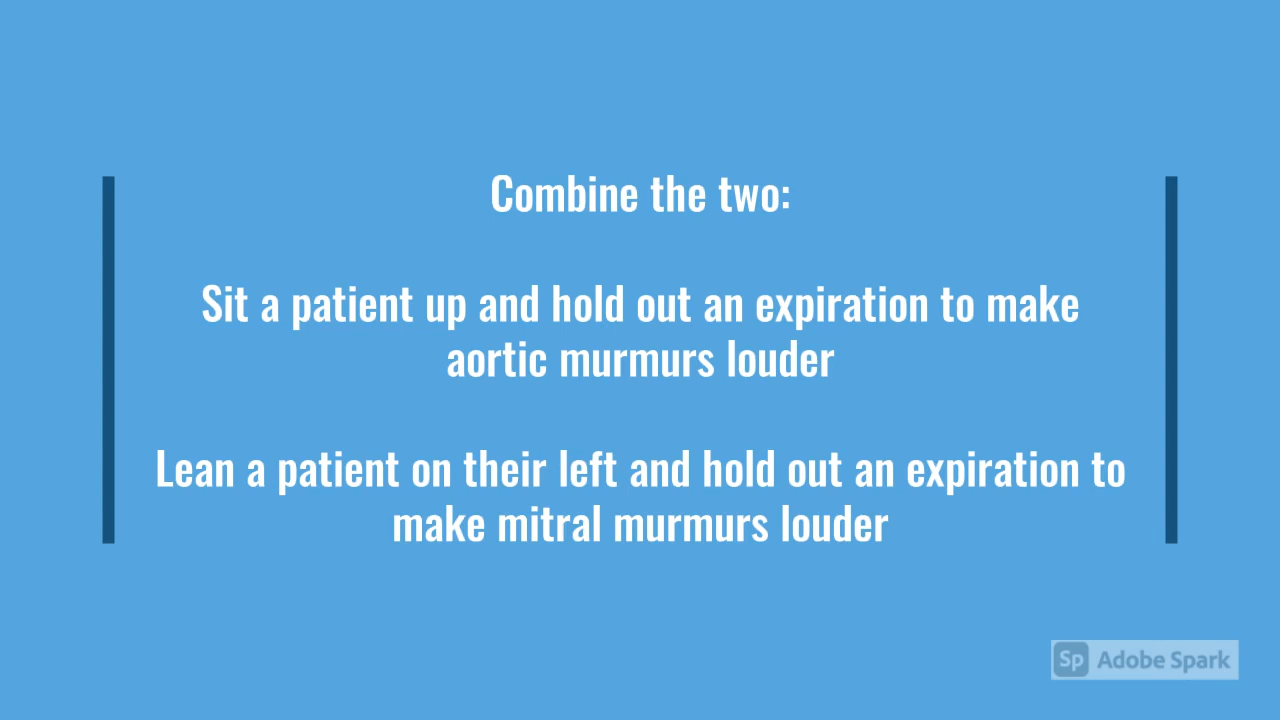 Combine the two:
Sit a patient up and hold out an expiration to make
aortic murmurs louder
Lean a patient on their left and hold out an expiration to
make mitral murmurs louder
Sp Adobe Spark